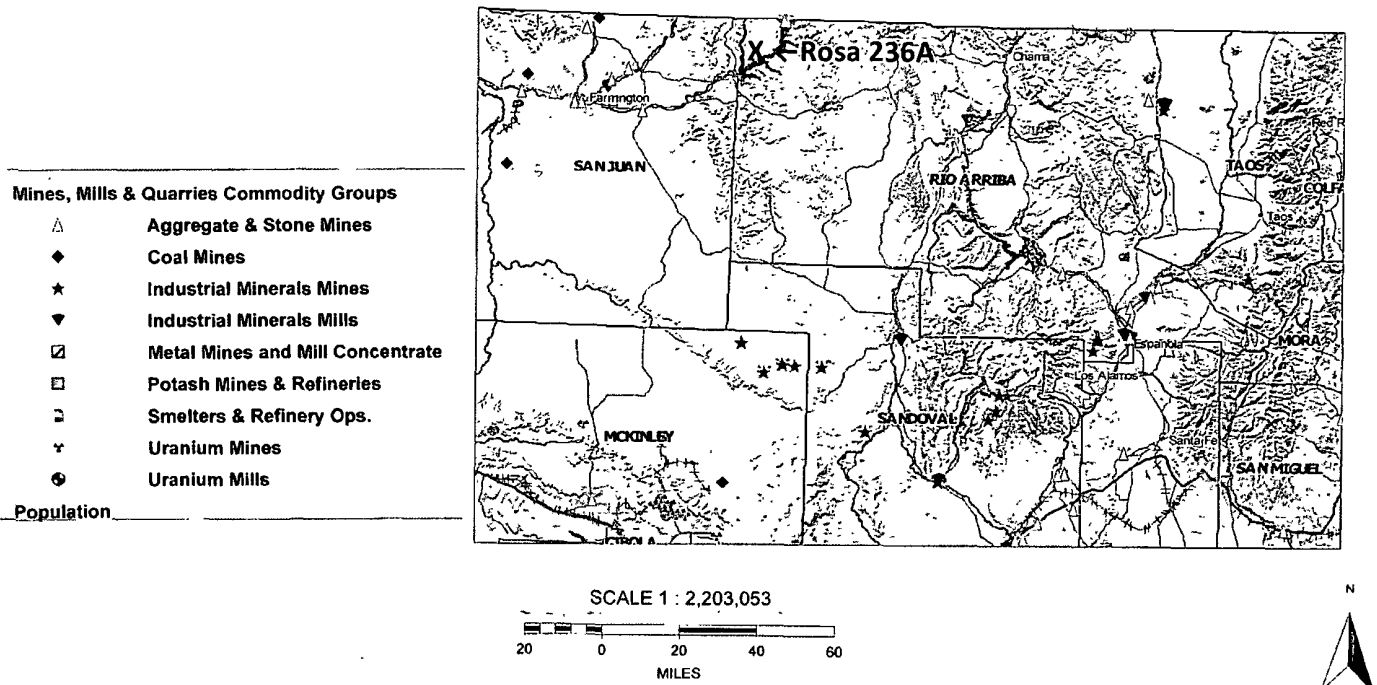 Mines, Mills & Quarries Commodity Groups
Aggregate & Stone Mines
Coal Mines
Industrial Minerals Mines
Industrial Minerals Mills
Metal Mines and Mill Concentrate
Potash Mines & Refineries
Smelters & Refinery Ops.
Uranium Mines
Uranium Mills
Population
X Rosa 236A
Chama
Farmington
SAN JUAN
RIO ARRIBA
TAOS
Taos
Española
MORA
Los Alamos
SANDOVAL
MCKINLEY
Santa Fe
SAN MIGUEL
SCALE 1 : 2,203,053
20 0 20 40 60
MILES
N